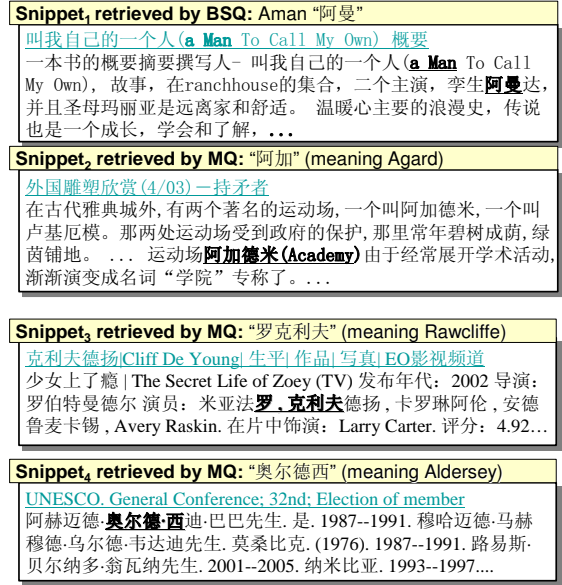 Snippet1 retrieved by BSQ: Aman “阿曼”
叫我自己的一个人(a Man To Call My Own) 概要
一本书的概要摘要撰写人- 叫我自己的一个人(a Man To Call
My Own), 故事，在ranchhouse的集合，二个主演，孪生阿曼达，
并且圣母玛丽亚是远离家和舒适。 温暖心主要的浪漫史，传说
也是一个成长，学会和了解，...
Snippet2 retrieved by MQ: “阿加” (meaning Agard)
外国雕塑欣赏(4/03)－持矛者
在古代雅典城外,有两个著名的运动场,一个叫阿加德米,一个叫
卢基厄模。那两处运动场受到政府的保护,那里常年碧树成荫,绿
茵铺地。 ... 运动场阿加德米(Academy)由于经常展开学术活动,
渐渐演变成名词“学院”专称了。...
Snippet3 retrieved by MQ: “罗克利夫” (meaning Rawcliffe)
克利夫德扬|Cliff De Young| 生平| 作品| 写真| EO影视频道
少女上了瘾 | The Secret Life of Zoey (TV) 发布年代：2002 导演：
罗伯特曼德尔 演员：米亚法罗 , 克利夫德扬 , 卡罗琳阿伦 , 安德
鲁麦卡锡 , Avery Raskin. 在片中饰演：Larry Carter. 评分：4.92…
Snippet4 retrieved by MQ: “奥尔德西” (meaning Aldersey)
UNESCO. General Conference; 32nd; Election of member
阿赫迈德·奥尔德·西迪·巴巴先生. 是. 1987--1991. 穆哈迈德·马赫
穆德·乌尔德·韦达迪先生. 莫桑比克. (1976). 1987--1991. 路易斯·
贝尔纳多·翁瓦纳先生. 2001--2005. 纳米比亚. 1993--1997....